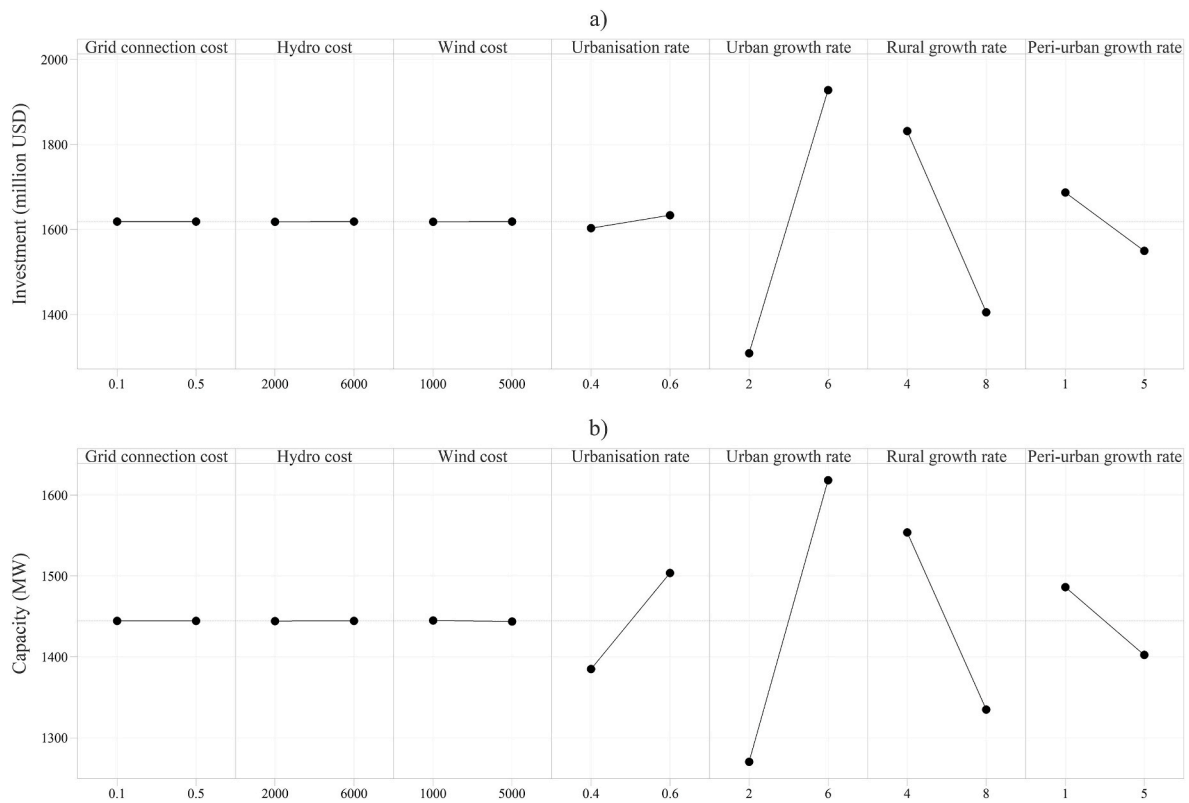 a)
Grid connection cost Hydro cost Wind cost Urbanisation rate Urban growth rate Rural growth rate Peri-urban growth rate
Investment (million USD)
2000
1800
1600
1400
0.1 0.5 2000 6000 1000 5000 0.4 0.6 2 6 4 8 1 5
b)
Grid connection cost Hydro cost Wind cost Urbanisation rate Urban growth rate Rural growth rate Peri-urban growth rate
Capacity (MW)
1600
1500
1400
1300
0.1 0.5 2000 6000 1000 5000 0.4 0.6 2 6 4 8 1 5